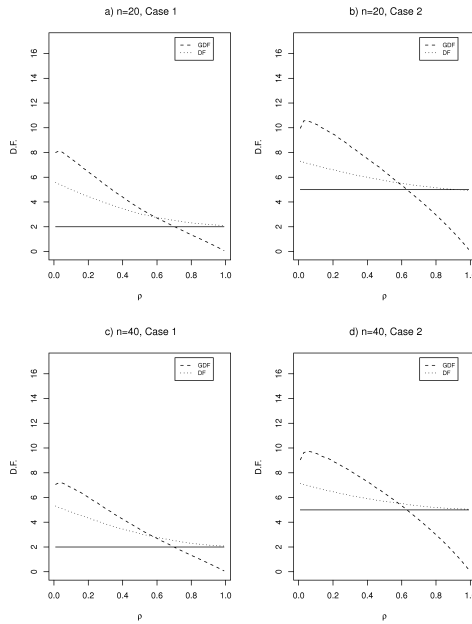 a) n=20, Case 1
GDF
DF
D.F.
0 2 4 6 8 10 12 14 16
0.0 0.2 0.4 0.6 0.8 1.0
ρ
b) n=20, Case 2
GDF
DF
D.F.
0 2 4 6 8 10 12 14 16
0.0 0.2 0.4 0.6 0.8 1.0
ρ
c) n=40, Case 1
GDF
DF
D.F.
0 2 4 6 8 10 12 14 16
0.0 0.2 0.4 0.6 0.8 1.0
ρ
d) n=40, Case 2
GDF
DF
D.F.
0 2 4 6 8 10 12 14 16
0.0 0.2 0.4 0.6 0.8 1.0
ρ